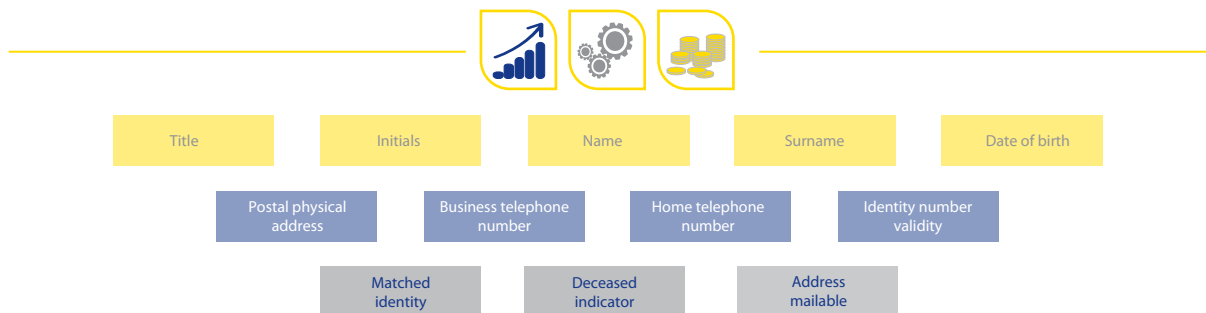 Title
Initials
Name
Surname
Date of birth
Postal physical
address
Business telephone
number
Home telephone
number
Identity number
validity
Matched
identity
Deceased
indicator
Address
mailable